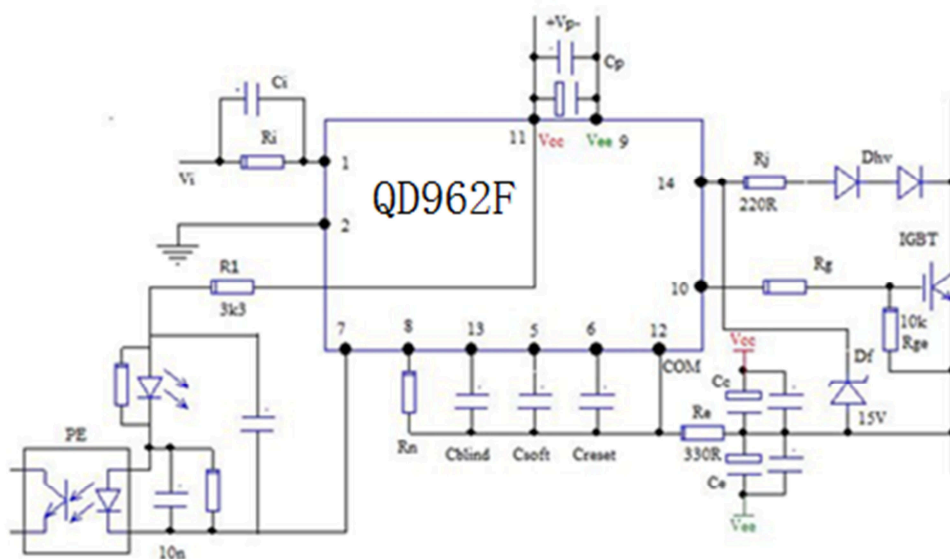 +Vp-
Cp
Ci
Ri
Vi
11 Vcc Vee 9
1
QD962F
2
14
Rj
220R
Dhv
IGBT
R1
3k3
10
Rg
10k
Rge
7 8 13 5 6 12
COM
Vcc
Df
Cc
15V
PE
Rn
Cblind
Csoft
Creset
Re
330R
Ce
Vee
10n